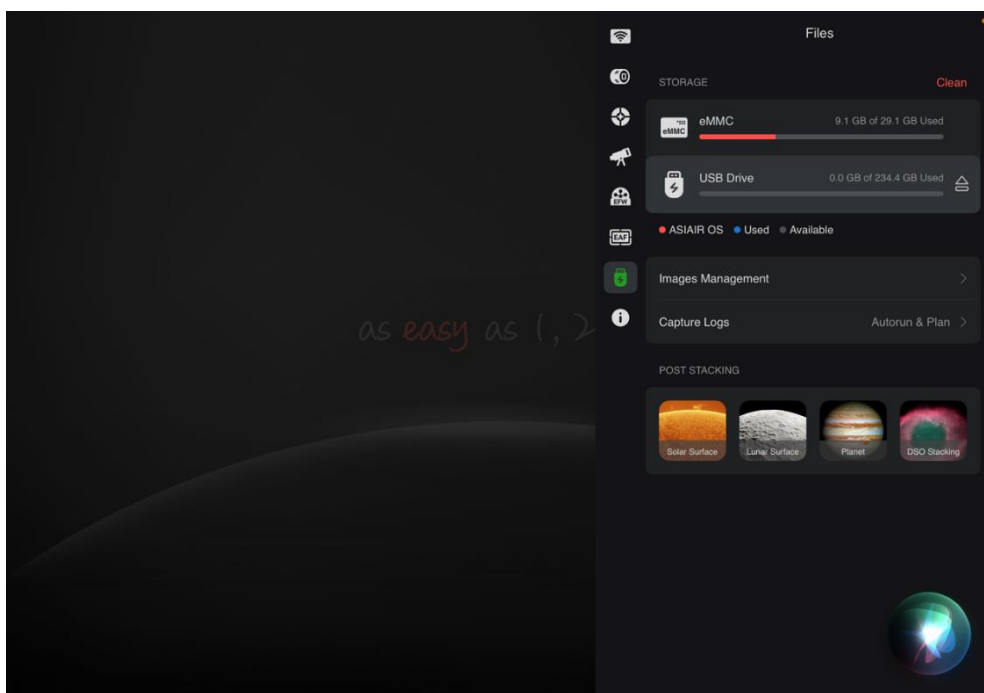 Files
STORAGE
Clean
eMMC
eMMC
9.1 GB of 29.1 GB Used
USB Drive
0.0 GB of 234.4 GB Used
ASIAIR OS
Used
Available
EFW
EAF
Images Management
as easy as 1, 2
Capture Logs
Autorun & Plan
POST STACKING
Solar Surface
Lunar Surface
Planet
DSO Stacking